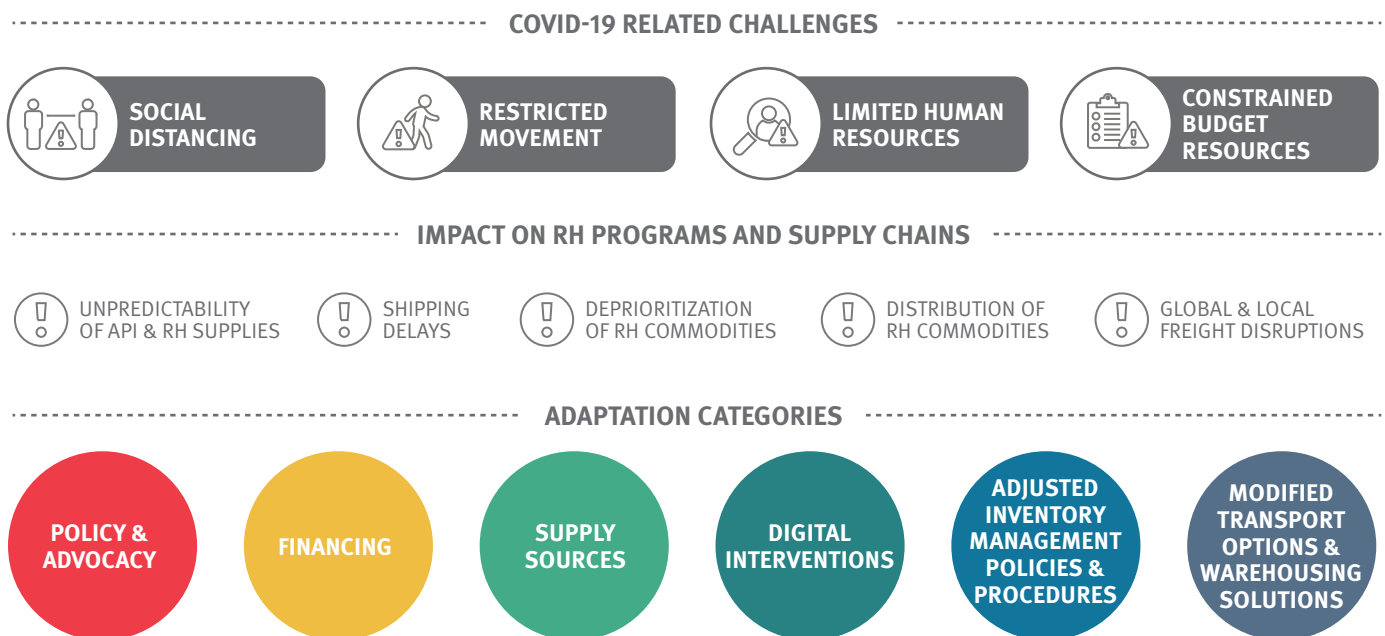 COVID-19 RELATED CHALLENGES
SOCIAL
DISTANCING
RESTRICTED
MOVEMENT
LIMITED HUMAN
RESOURCES
CONSTRAINED
BUDGET
RESOURCES
IMPACT ON RH PROGRAMS AND SUPPLY CHAINS
UNPREDICTABILITY
OF API & RH SUPPLIES
SHIPPING
DELAYS
DEPRIORITIZATION
OF RH COMMODITIES
DISTRIBUTION OF
RH COMMODITIES
GLOBAL & LOCAL
FREIGHT DISRUPTIONS
ADAPTATION CATEGORIES
POLICY &
ADVOCACY
FINANCING
SUPPLY
SOURCES
DIGITAL
INTERVENTIONS
ADJUSTED
INVENTORY
MANAGEMENT
POLICIES &
PROCEDURES
MODIFIED
TRANSPORT
OPTIONS &
WAREHOUSING
SOLUTIONS